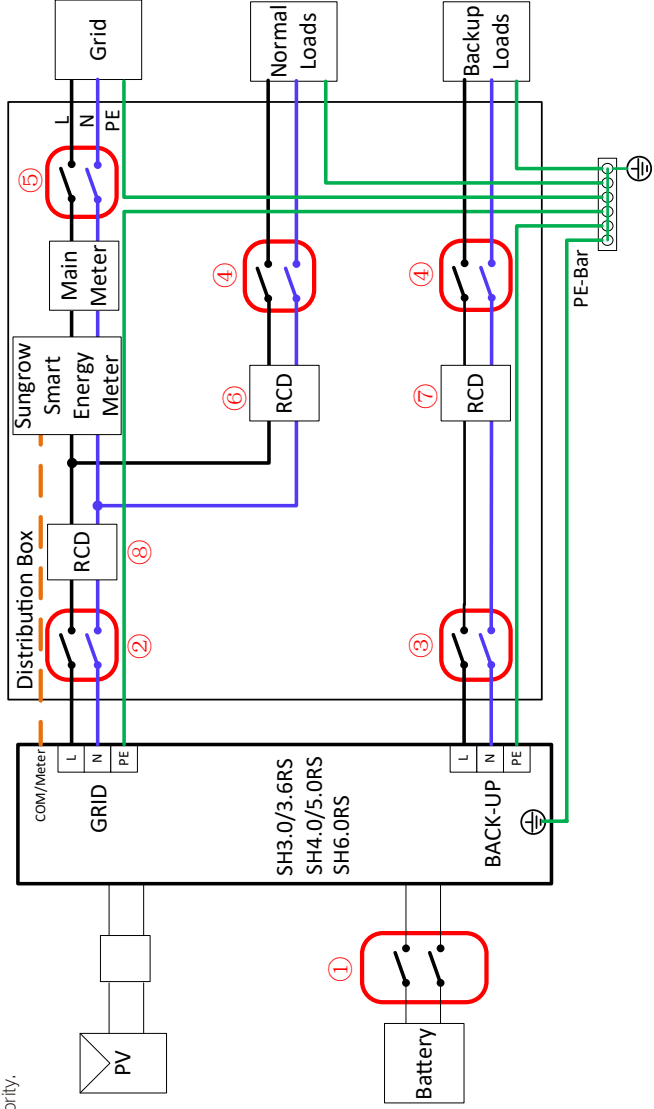 ority.
Grid
Normal
Loads
Backup
Loads
L
N
PE
⑤
Main
Meter
④
④
Sungrow
Smart
Energy
Meter
⑥
RCD
⑦
RCD
PE-Bar
Distribution Box
RCD
⑧
②
③
COM/Meter
L
N
PE
GRID
SH3.0/3.6RS
SH4.0/5.0RS
SH6.0RS
L
N
PE
BACK-UP
①
PV
Battery